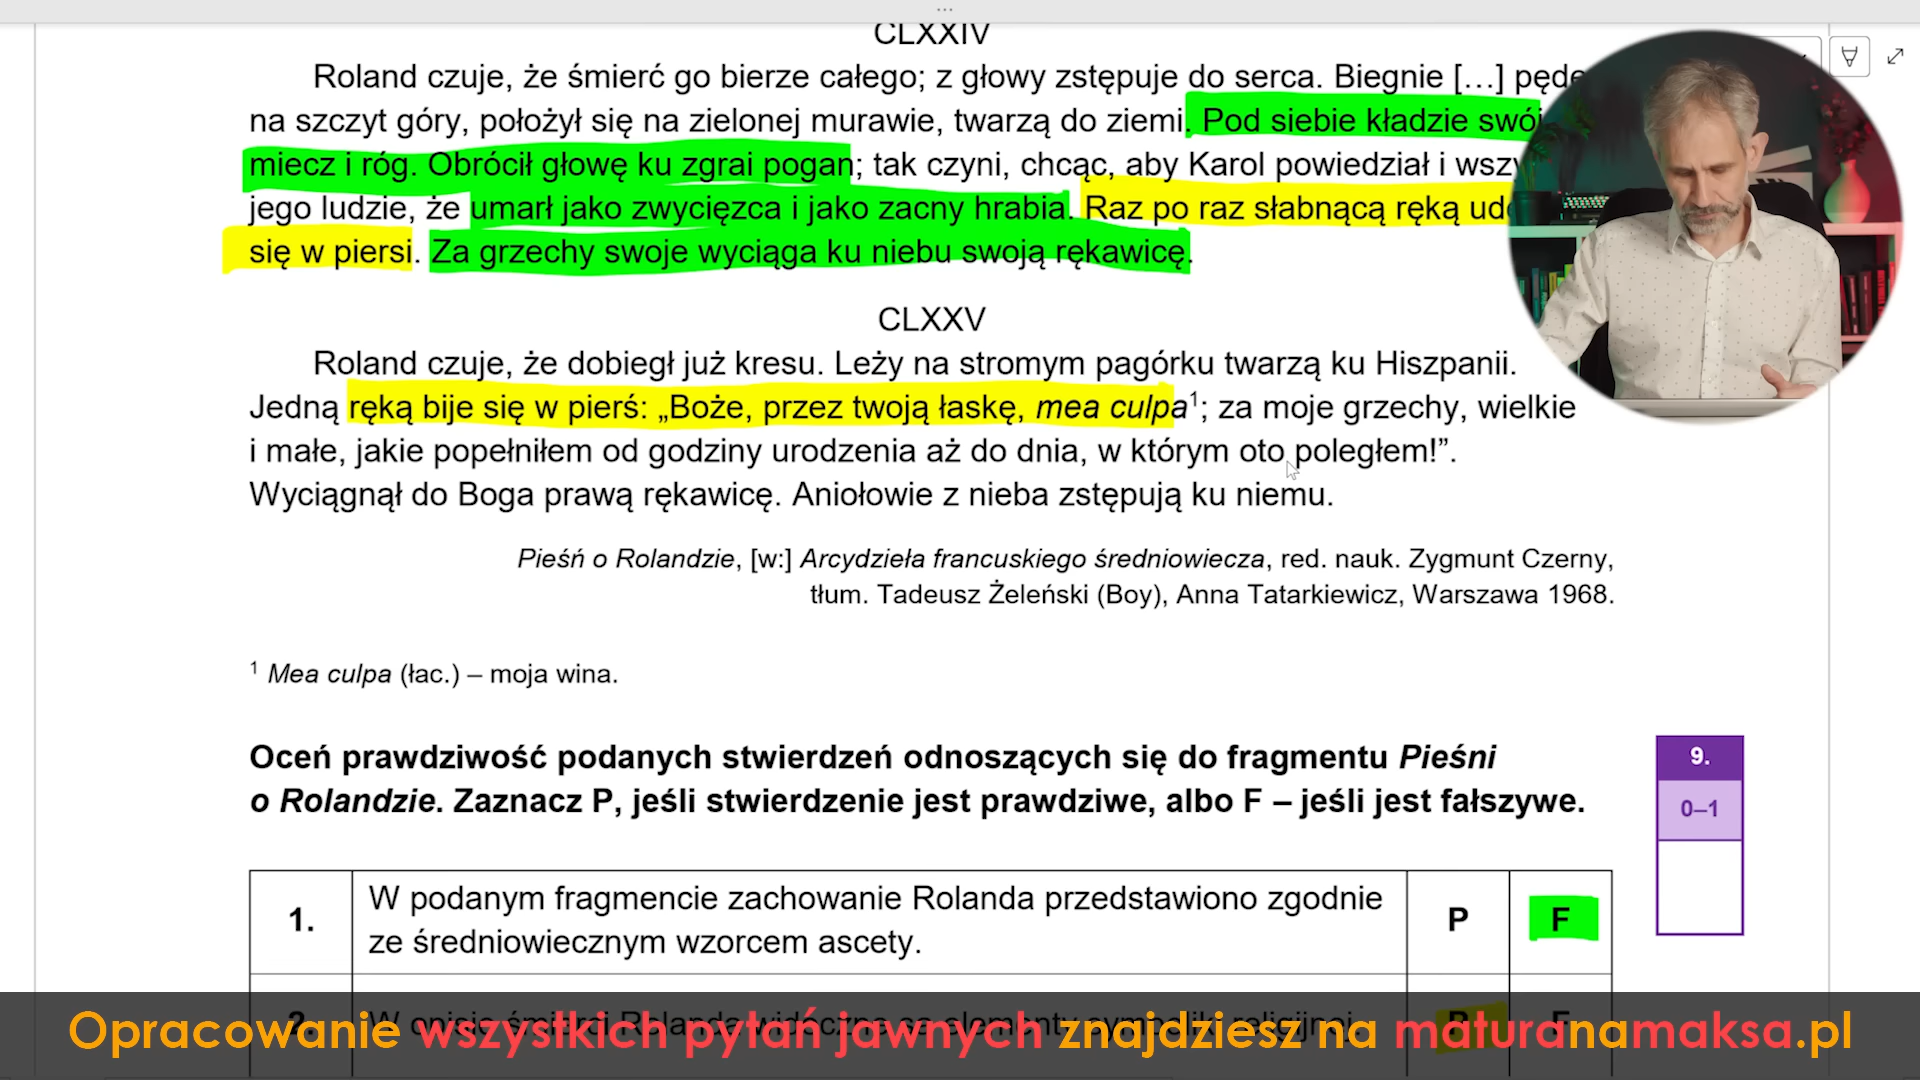 CLXXIV
Roland czuje, że śmierć go bierze całego; z głowy zstępuje do serca. Biegnie […]
na szczyt góry, położył się na zielonej murawie, twarzą do ziemi. Pod siebie kładzie swój
miecz i róg. Obrócił głowę ku zgrai pogan; tak czyni, chcąc, aby Karol powiedział i
jego ludzie, że umarł jako zwycięzca i jako zacny hrabia. Raz po raz słabnącą ręką
się w piersi. Za grzechy swoje wyciąga ku niebu swoją rękawicę.
CLXXV
Roland czuje, że dobiegł już kresu. Leży na stromym pagórku twarzą ku Hiszpanii.
Jedną ręką bije się w pierś: „Boże, przez twoją łaskę, mea culpa¹; za moje grzechy, wielkie
i małe, jakie popełniłem od godziny urodzenia aż do dnia, w którym oto poległem!”.
Wyciągnął do Boga prawą rękawicę. Aniołowie z nieba zstępują ku niemu.
Pieśń o Rolandzie, [w:] Arcydzieła francuskiego średniowiecza, red. nauk. Zygmunt Czerny,
tłum. Tadeusz Żeleński (Boy), Anna Tatarkiewicz, Warszawa 1968.
¹ Mea culpa (łac.) – moja wina.
Oceń prawdziwość podanych stwierdzeń odnoszących się do fragmentu Pieśni
o Rolandzie. Zaznacz P, jeśli stwierdzenie jest prawdziwe, albo F – jeśli jest fałszywe.
9.
0–1
1. W podanym fragmencie zachowanie Rolanda przedstawiono zgodnie P F
ze średniowiecznym wzorcem ascety.
2. W opisie śmierci Rolanda widoczne są elementy symboliki religijnej. P F
Opracowanie wszystkich pytań jawnych znajdziesz na maturanamaksa.pl